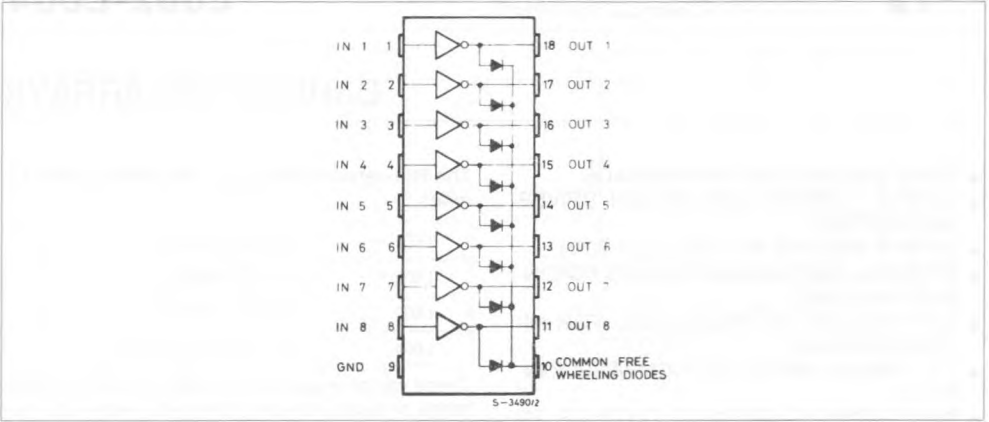 IN 1 1 18 OUT 1
IN 2 2 17 OUT 2
IN 3 3 16 OUT 3
IN 4 4 15 OUT 4
IN 5 5 14 OUT 5
IN 6 6 13 OUT 6
IN 7 7 12 OUT 7
IN 8 8 11 OUT 8
GND 9 10 COMMON FREE
WHEELING DIODES
S-3490/2